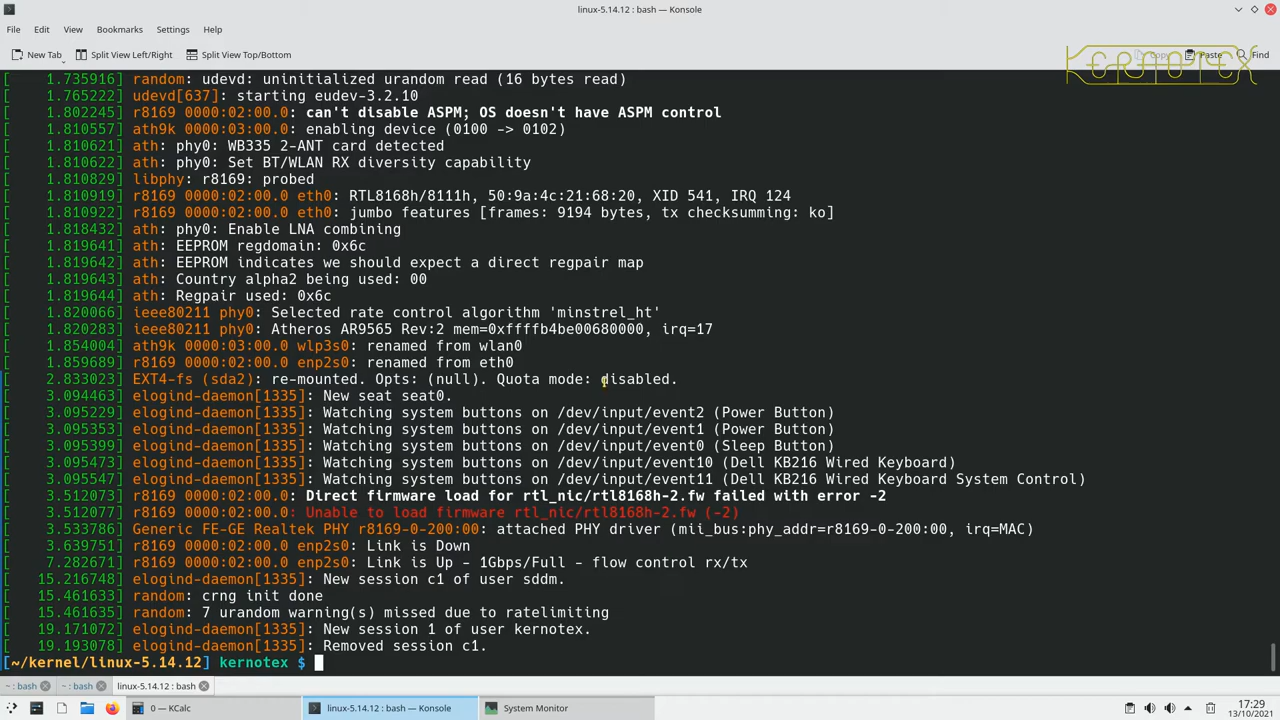 linux-5.14.12 : bash — Konsole
File Edit View Bookmarks Settings Help
New Tab Split View Left/Right Split View Top/Bottom Copy Paste Find
KERNOTEX
[ 1.735916] random: udevd: uninitialized urandom read (16 bytes read)
[ 1.765222] udevd[637]: starting eudev-3.2.10
[ 1.802245] r8169 0000:02:00.0: can't disable ASPM; OS doesn't have ASPM control
[ 1.810557] ath9k 0000:03:00.0: enabling device (0100 -> 0102)
[ 1.810621] ath: phy0: WB335 2-ANT card detected
[ 1.810622] ath: phy0: Set BT/WLAN RX diversity capability
[ 1.810829] libphy: r8169: probed
[ 1.810919] r8169 0000:02:00.0 eth0: RTL8168h/8111h, 50:9a:4c:21:68:20, XID 541, IRQ 124
[ 1.810922] r8169 0000:02:00.0 eth0: jumbo features [frames: 9194 bytes, tx checksumming: ko]
[ 1.818432] ath: phy0: Enable LNA combining
[ 1.819641] ath: EEPROM regdomain: 0x6c
[ 1.819642] ath: EEPROM indicates we should expect a direct regpair map
[ 1.819643] ath: Country alpha2 being used: 00
[ 1.819644] ath: Regpair used: 0x6c
[ 1.820066] ieee80211 phy0: Selected rate control algorithm 'minstrel_ht'
[ 1.820283] ieee80211 phy0: Atheros AR9565 Rev:2 mem=0xffffb4be00680000, irq=17
[ 1.854004] ath9k 0000:03:00.0 wlp3s0: renamed from wlan0
[ 1.859689] r8169 0000:02:00.0 enp2s0: renamed from eth0
[ 2.833023] EXT4-fs (sda2): re-mounted. Opts: (null). Quota mode: disabled.
[ 3.094463] elogind-daemon[1335]: New seat seat0.
[ 3.095229] elogind-daemon[1335]: Watching system buttons on /dev/input/event2 (Power Button)
[ 3.095353] elogind-daemon[1335]: Watching system buttons on /dev/input/event1 (Power Button)
[ 3.095399] elogind-daemon[1335]: Watching system buttons on /dev/input/event0 (Sleep Button)
[ 3.095473] elogind-daemon[1335]: Watching system buttons on /dev/input/event10 (Dell KB216 Wired Keyboard)
[ 3.095547] elogind-daemon[1335]: Watching system buttons on /dev/input/event11 (Dell KB216 Wired Keyboard System Control)
[ 3.512073] r8169 0000:02:00.0: Direct firmware load for rtl_nic/rtl8168h-2.fw failed with error -2
[ 3.512077] r8169 0000:02:00.0: Unable to load firmware rtl_nic/rtl8168h-2.fw (-2)
[ 3.533786] Generic FE-GE Realtek PHY r8169-0-200:00: attached PHY driver (mii_bus:phy_addr=r8169-0-200:00, irq=MAC)
[ 3.639751] r8169 0000:02:00.0 enp2s0: Link is Down
[ 7.282671] r8169 0000:02:00.0 enp2s0: Link is Up - 1Gbps/Full - flow control rx/tx
[ 15.216748] elogind-daemon[1335]: New session c1 of user sddm.
[ 15.461633] random: crng init done
[ 15.461635] random: 7 urandom warning(s) missed due to ratelimiting
[ 19.171072] elogind-daemon[1335]: New session 1 of user kernotex.
[ 19.193078] elogind-daemon[1335]: Removed session c1.
[~/kernel/linux-5.14.12] kernotex $
~ : bash ~ : bash linux-5.14.12 : bash
0 — KCalc linux-5.14.12 : bash — Konsole System Monitor 17:29
13/10/2021